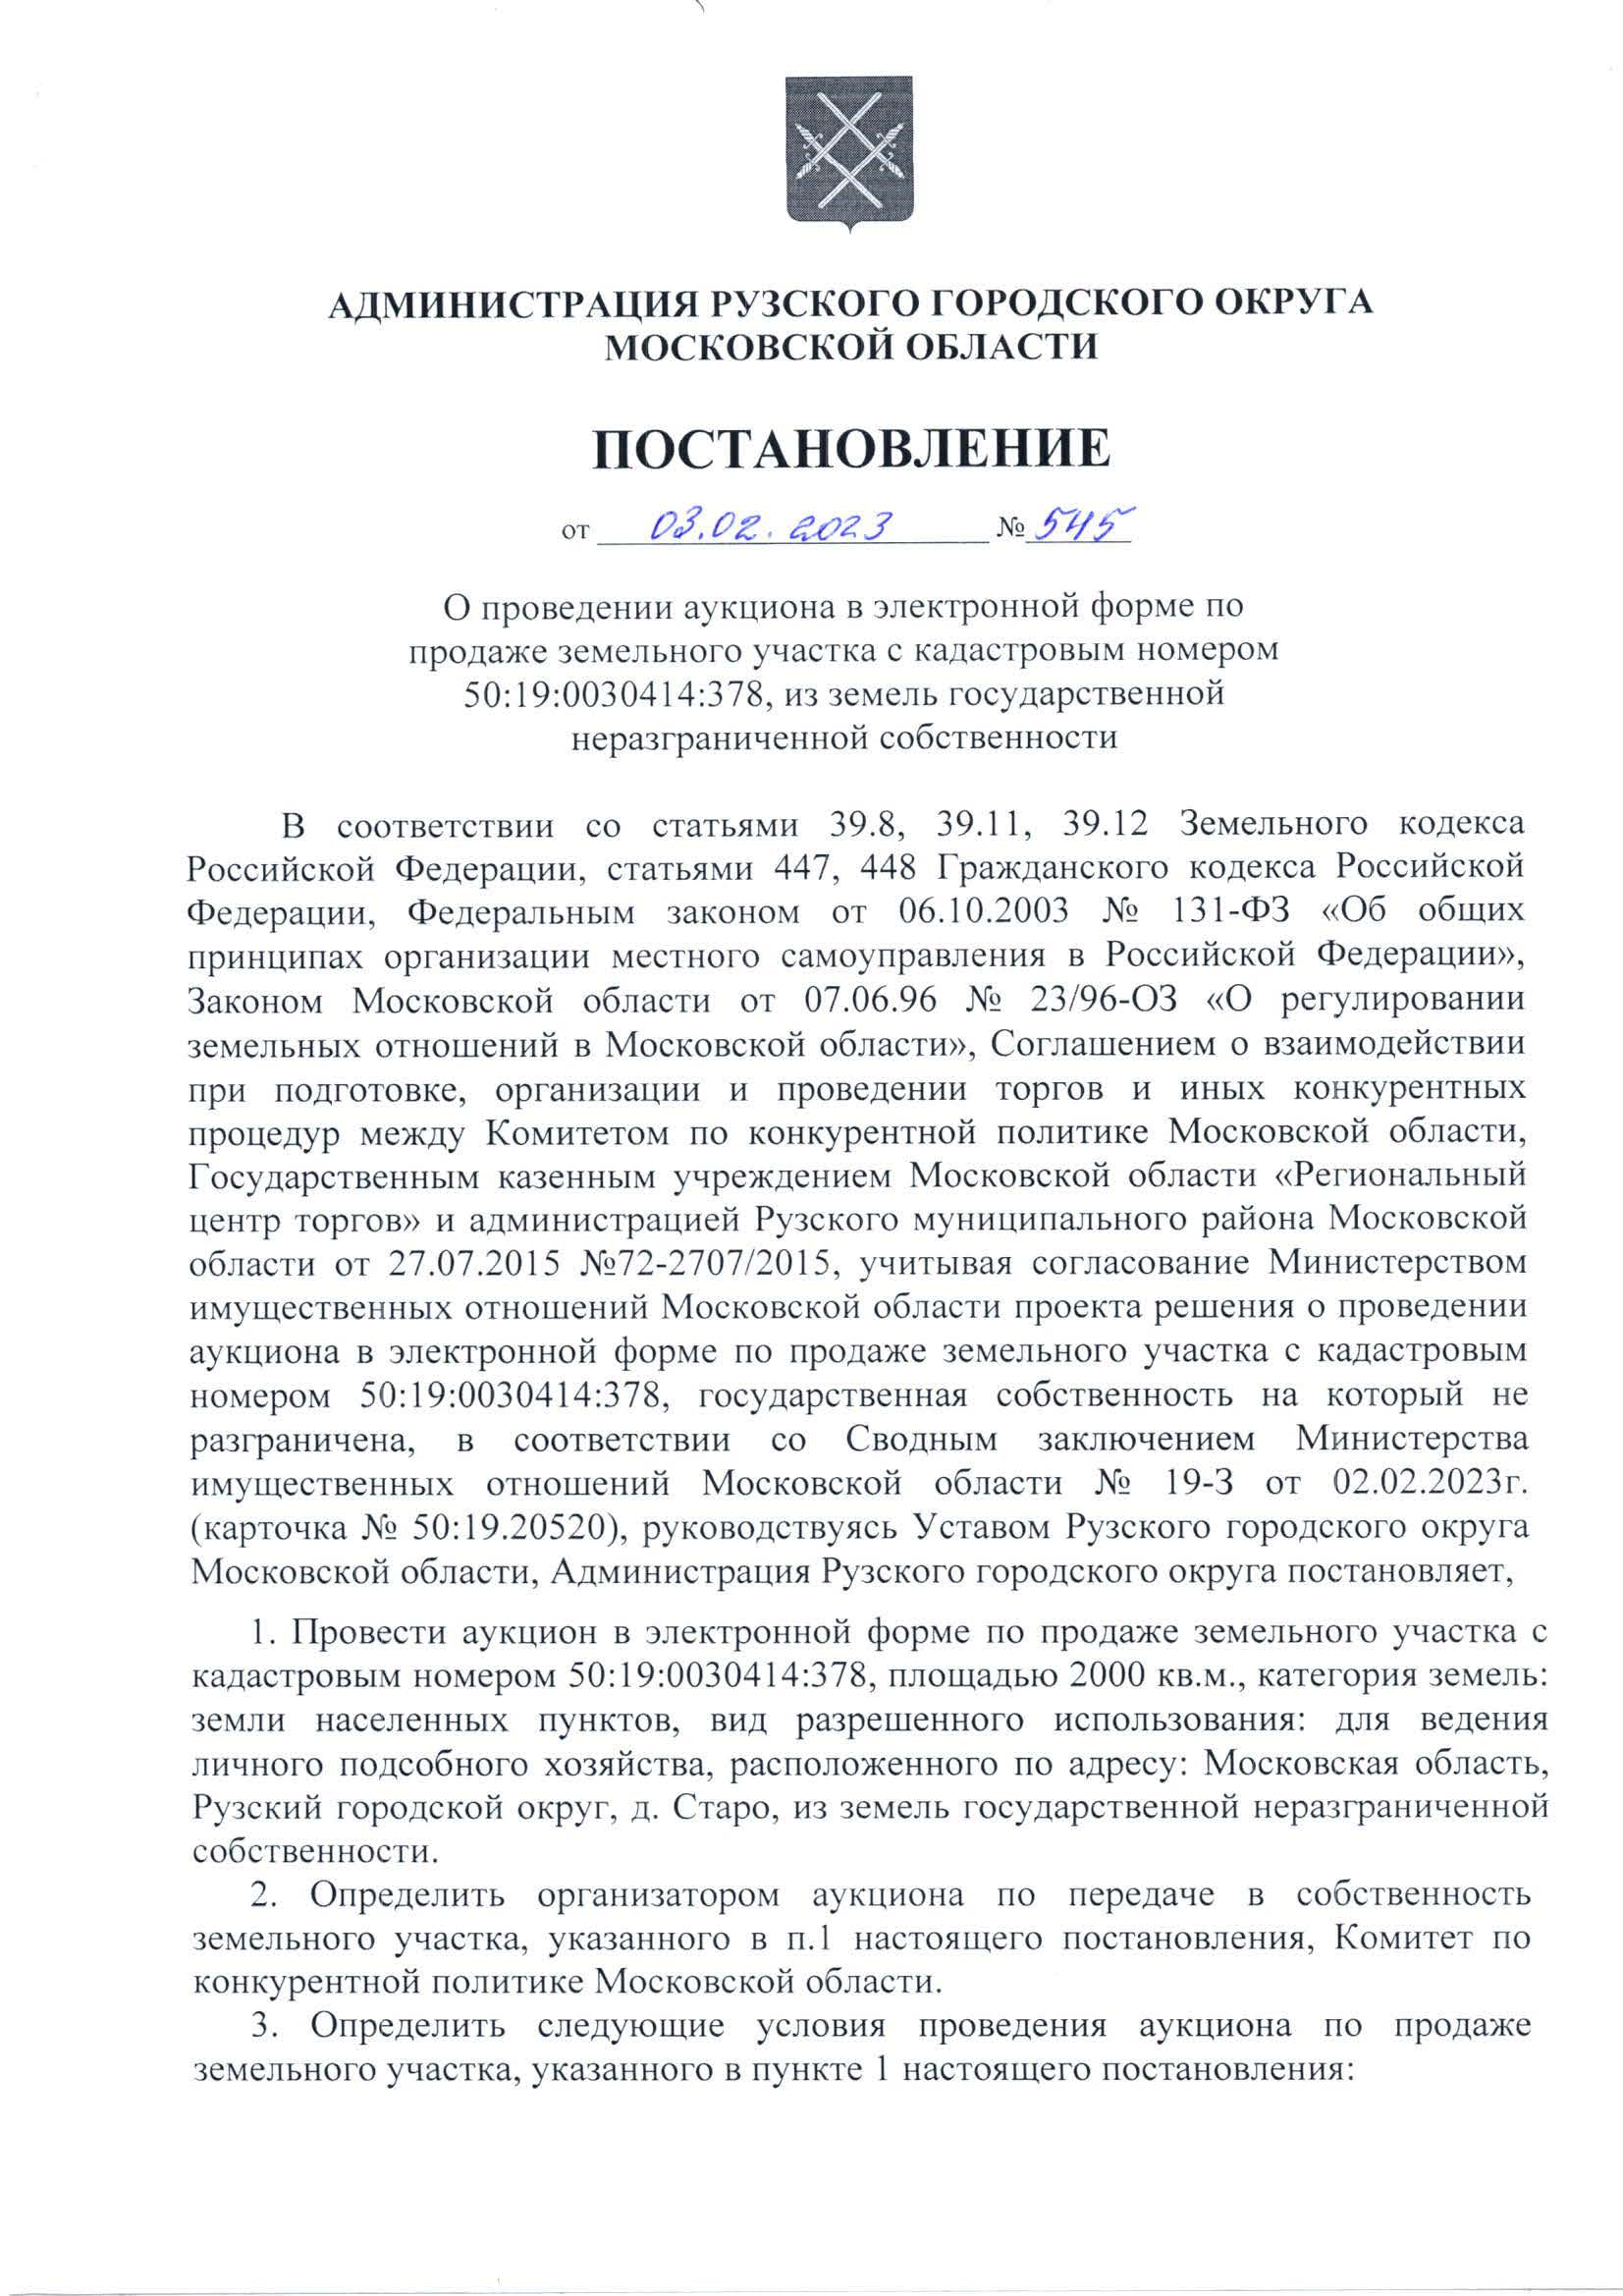 АДМИНИСТРАЦИЯ РУЗСКОГО ГОРОДСКОГО ОКРУГА
МОСКОВСКОЙ ОБЛАСТИ
ПОСТАНОВЛЕНИЕ
от 03.02.2023 № 545
О проведении аукциона в электронной форме по
продаже земельного участка с кадастровым номером
50:19:0030414:378, из земель государственной
неразграниченной собственности
В соответствии со статьями 39.8, 39.11, 39.12 Земельного кодекса
Российской Федерации, статьями 447, 448 Гражданского кодекса Российской
Федерации, Федеральным законом от 06.10.2003 № 131-ФЗ «Об общих
принципах организации местного самоуправления в Российской Федерации»,
Законом Московской области от 07.06.96 № 23/96-ОЗ «О регулировании
земельных отношений в Московской области», Соглашением о взаимодействии
при подготовке, организации и проведении торгов и иных конкурентных
процедур между Комитетом по конкурентной политике Московской области,
Государственным казенным учреждением Московской области «Региональный
центр торгов» и администрацией Рузского муниципального района Московской
области от 27.07.2015 №72-2707/2015, учитывая согласование Министерством
имущественных отношений Московской области проекта решения о проведении
аукциона в электронной форме по продаже земельного участка с кадастровым
номером 50:19:0030414:378, государственная собственность на который не
разграничена, в соответствии со Сводным заключением Министерства
имущественных отношений Московской области № 19-З от 02.02.2023г.
(карточка № 50:19.20520), руководствуясь Уставом Рузского городского округа
Московской области, Администрация Рузского городского округа постановляет,
1. Провести аукцион в электронной форме по продаже земельного участка с
кадастровым номером 50:19:0030414:378, площадью 2000 кв.м., категория земель:
земли населенных пунктов, вид разрешенного использования: для ведения
личного подсобного хозяйства, расположенного по адресу: Московская область,
Рузский городской округ, д. Старо, из земель государственной неразграниченной
собственности.
2. Определить организатором аукциона по передаче в собственность
земельного участка, указанного в п.1 настоящего постановления, Комитет по
конкурентной политике Московской области.
3. Определить следующие условия проведения аукциона по продаже
земельного участка, указанного в пункте 1 настоящего постановления: